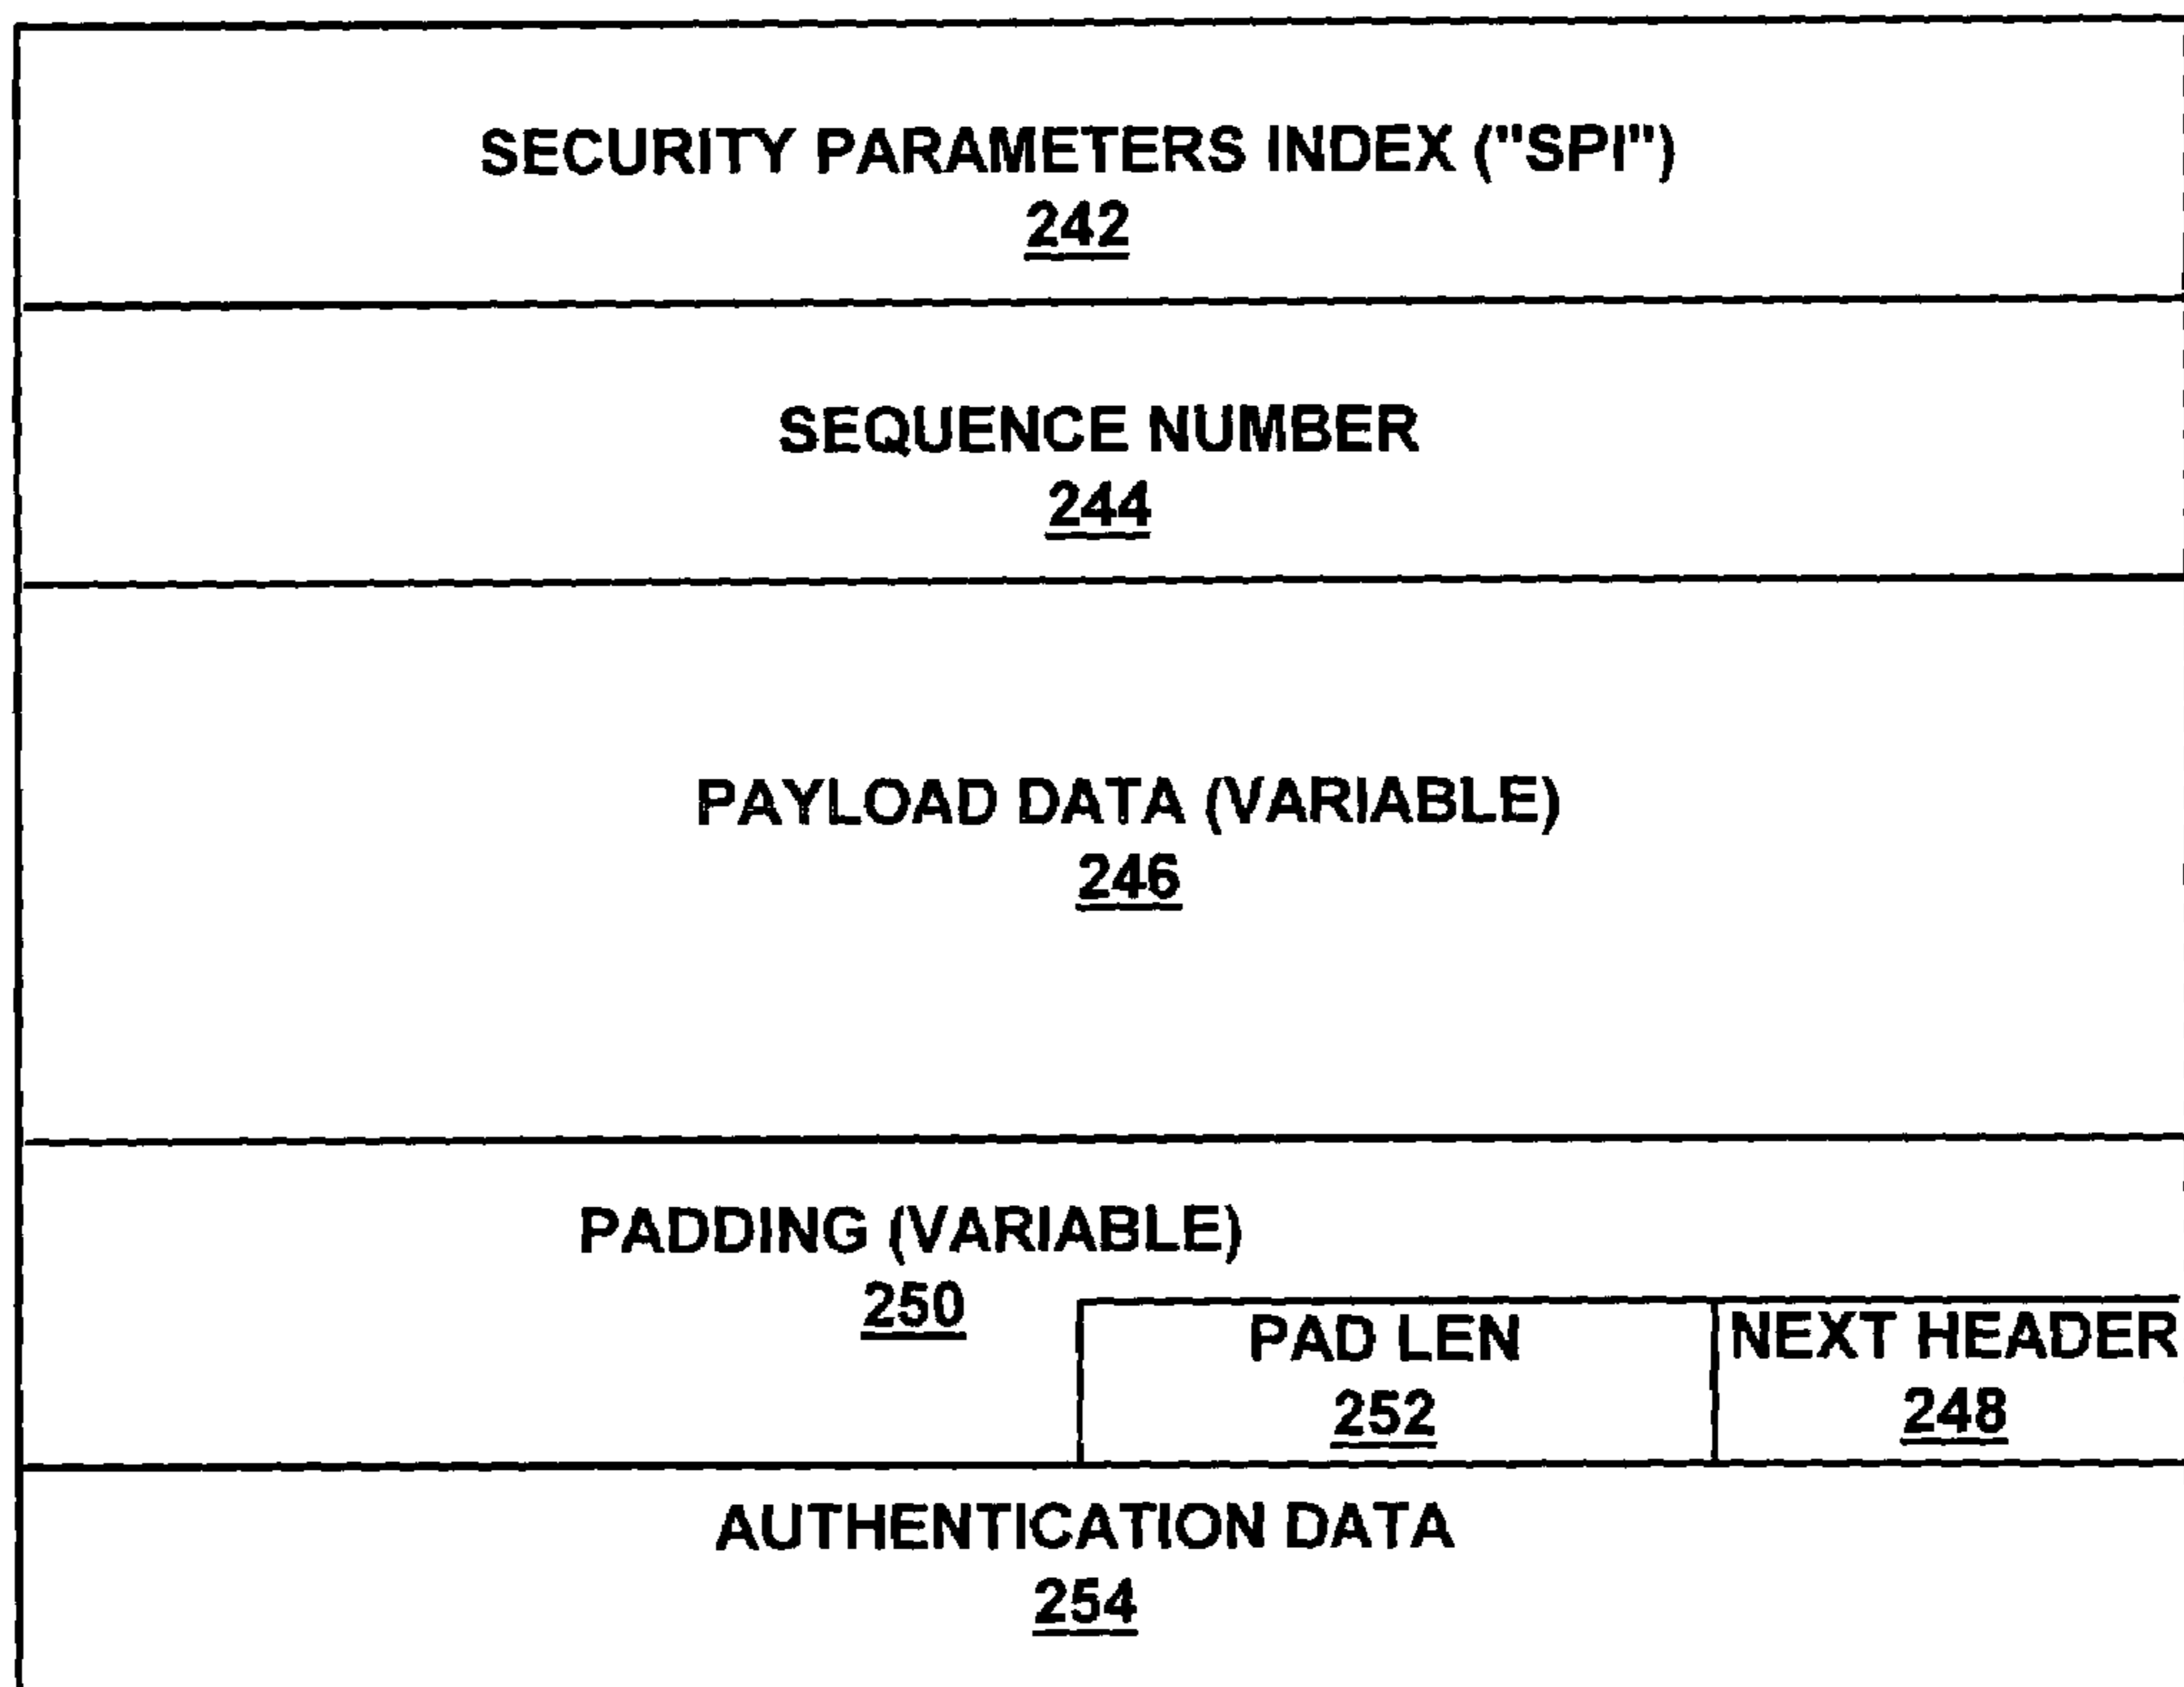 SECURITY PARAMETERS INDEX ("SPI")
242
SEQUENCE NUMBER
244
PAYLOAD DATA (VARIABLE)
246
PADDING (VARIABLE)
250
PAD LEN
252
NEXT HEADER
248
AUTHENTICATION DATA
254